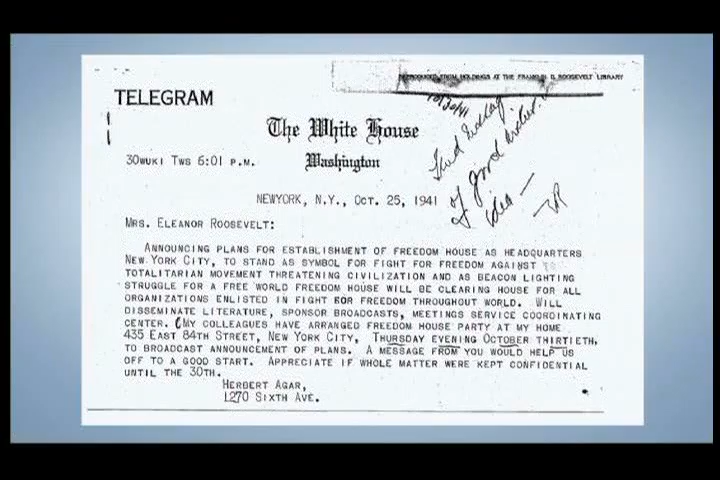 REPRODUCED FROM HOLDINGS AT THE FRANKLIN D. ROOSEVELT LIBRARY
TELEGRAM
10/30/41
The White House
Washington
30WUKI TWS 6:01 P.M.
Send
of good
idea —
NEWYORK, N.Y., OCT. 25, 1941
MRS. ELEANOR ROOSEVELT:
ANNOUNCING PLANS FOR ESTABLISHMENT OF FREEDOM HOUSE AS HEADQUARTERS
NEW YORK CITY, TO STAND AS SYMBOL FOR FIGHT FOR FREEDOM AGAINST
TOTALITARIAN MOVEMENT THREATENING CIVILIZATION AND AS BEACON LIGHTING
STRUGGLE FOR A FREE WORLD FREEDOM HOUSE WILL BE CLEARING HOUSE FOR ALL
ORGANIZATIONS ENLISTED IN FIGHT FOR FREEDOM THROUGHOUT WORLD. WILL
DISSEMINATE LITERATURE, SPONSOR BROADCASTS, MEETINGS SERVICE COORDINATING
CENTER. (MY COLLEAGUES HAVE ARRANGED FREEDOM HOUSE PARTY AT MY HOME
435 EAST 84TH STREET, NEW YORK CITY, THURSDAY EVENING OCTOBER THIRTIETH,
TO BROADCAST ANNOUNCEMENT OF PLANS. A MESSAGE FROM YOU WOULD HELP US
OFF TO A GOOD START. APPRECIATE IF WHOLE MATTER WERE KEPT CONFIDENTIAL
UNTIL THE 30TH.
HERBERT AGAR,
1270 SIXTH AVE.